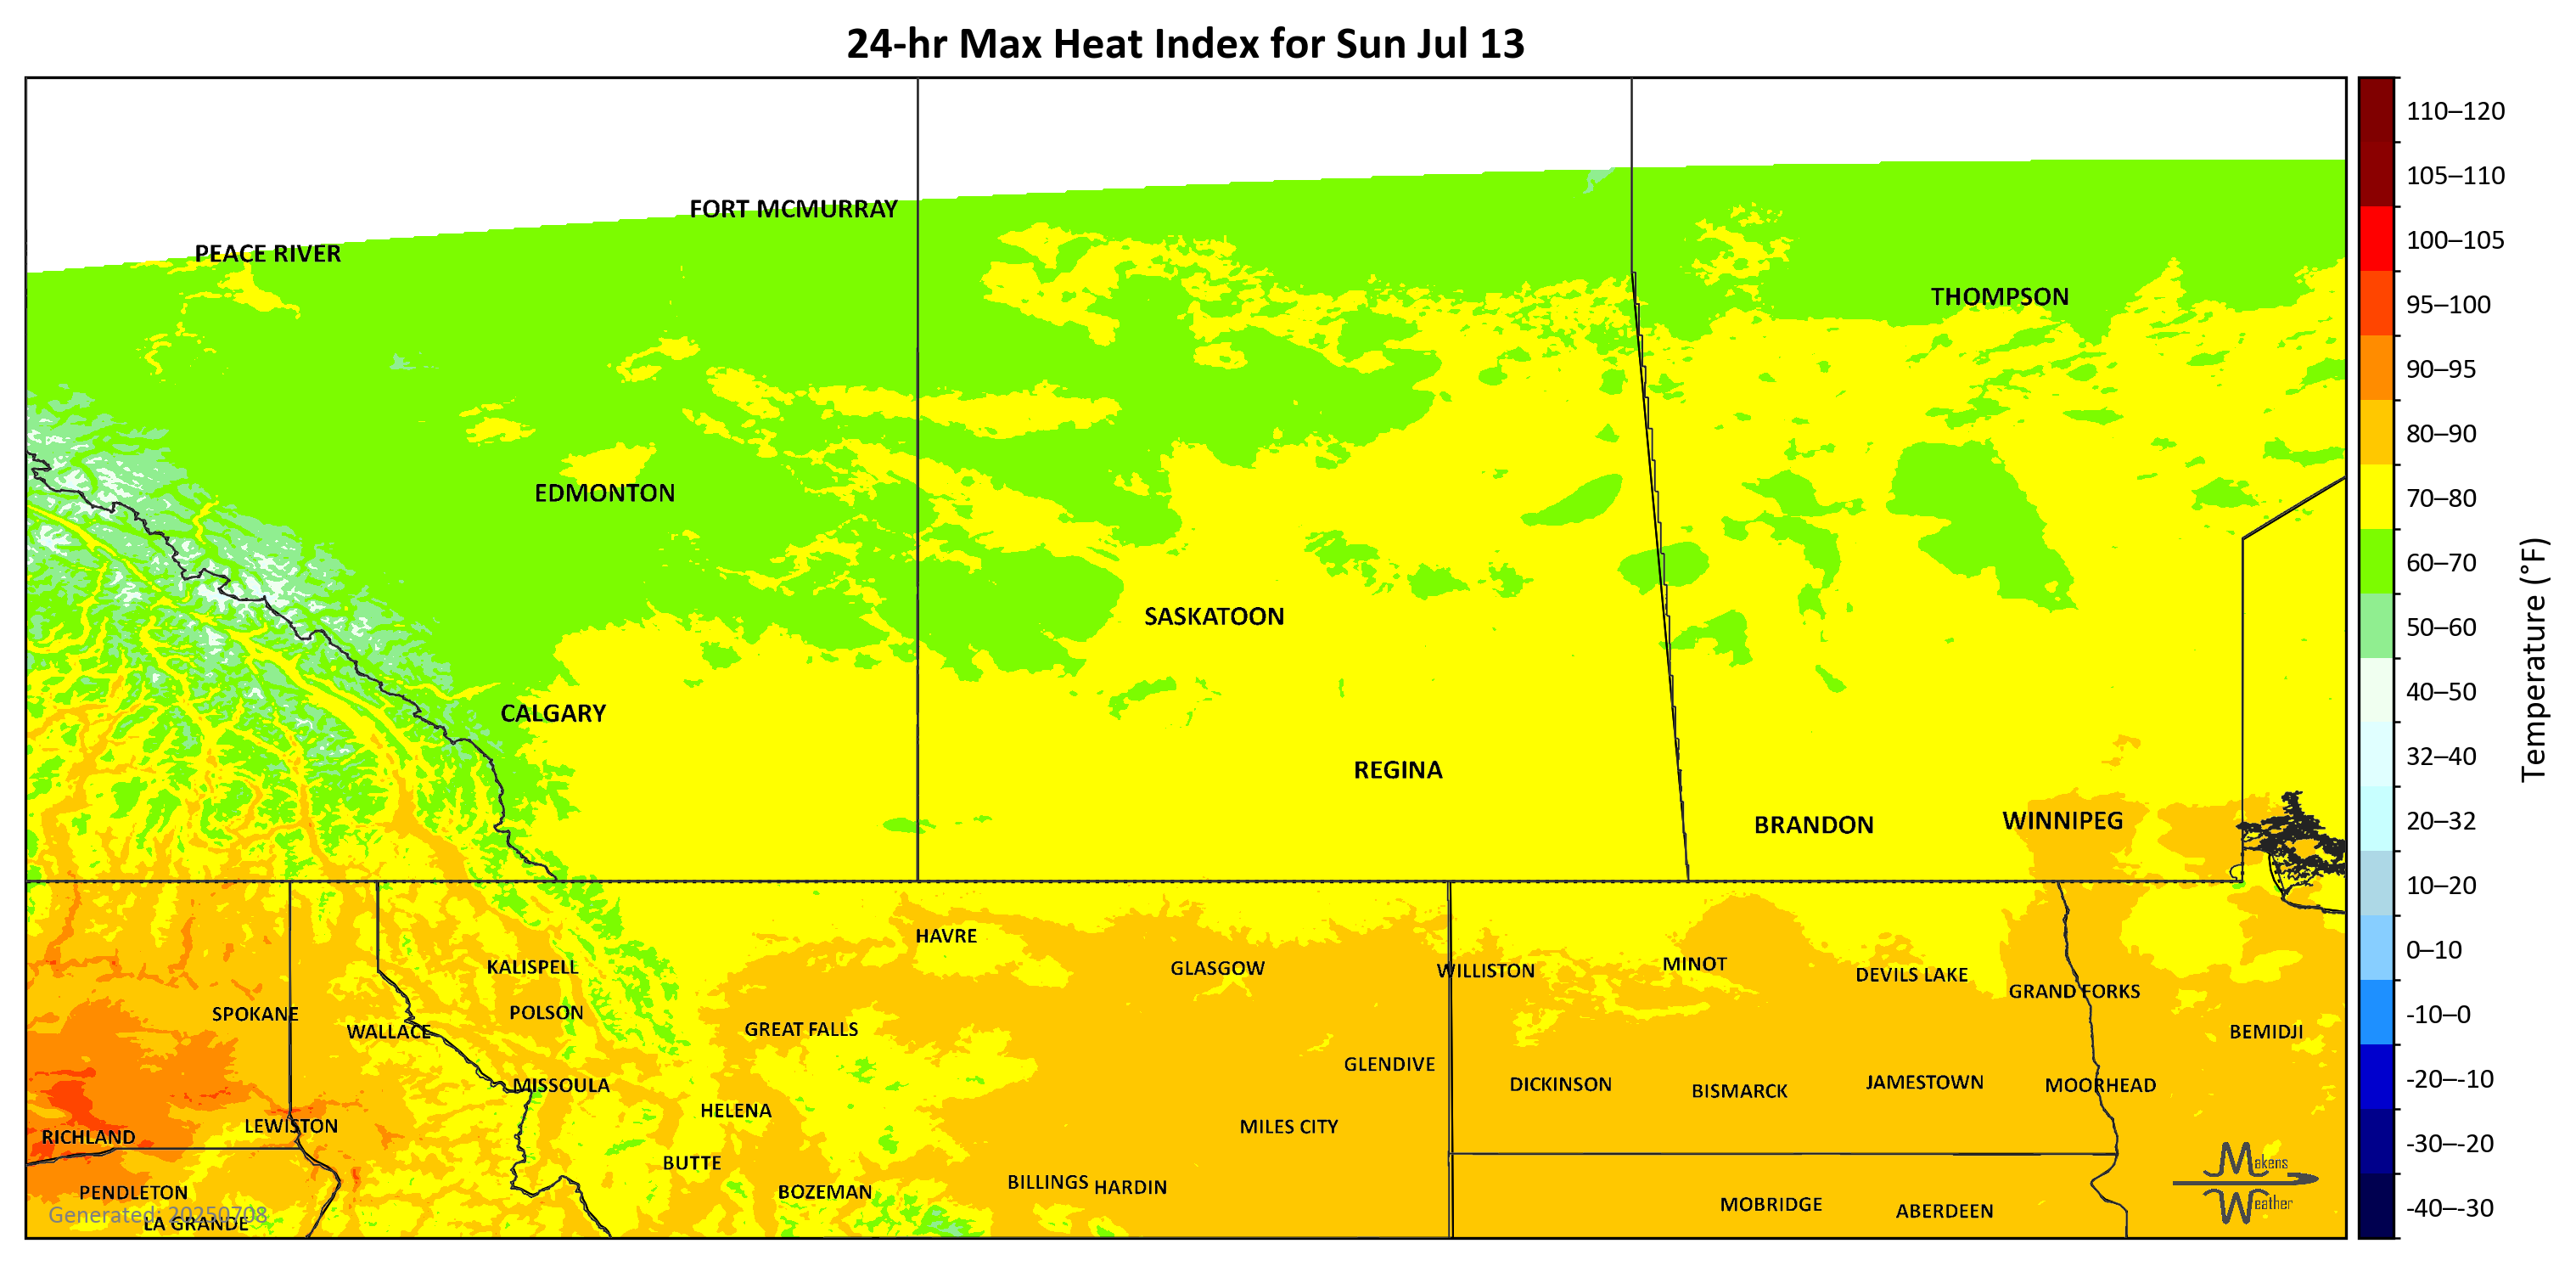 24-hr Max Heat Index for Sun Jul 13
FORT MCMURRAY
PEACE RIVER
THOMPSON
EDMONTON
SASKATOON
CALGARY
REGINA
BRANDON
WINNIPEG
HAVRE
KALISPELL
GLASGOW
WILLISTON
MINOT
DEVILS LAKE
GRAND FORKS
SPOKANE
POLSON
WALLACE
GREAT FALLS
BEMIDJI
GLENDIVE
MISSOULA
DICKINSON
BISMARCK
JAMESTOWN
MOORHEAD
HELENA
LEWISTON
MILES CITY
RICHLAND
BUTTE
BILLINGS
HARDIN
PENDLETON
BOZEMAN
MOBRIDGE
ABERDEEN
Generated: 20250708
LA GRANDE
Makens
Weather
110–120
105–110
100–105
95–100
90–95
80–90
70–80
60–70
50–60
40–50
32–40
20–32
10–20
0–10
-10–0
-20–-10
-30–-20
-40–-30
Temperature (°F)